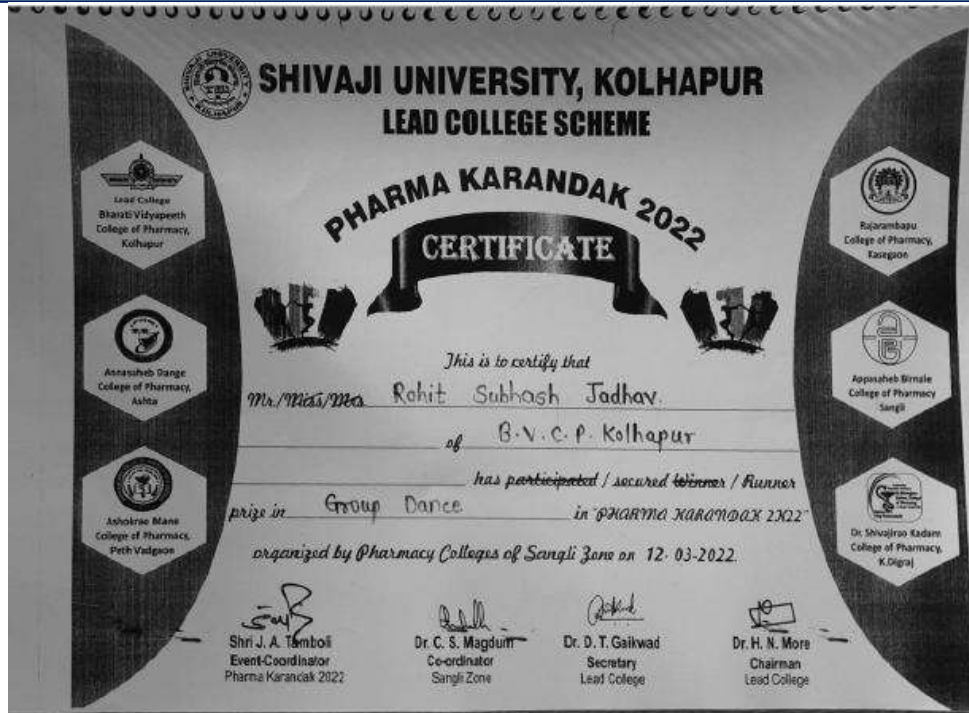 SHIVAJI UNIVERSITY, KOLHAPUR
LEAD COLLEGE SCHEME
PHARMA KARANDAK 2022
CERTIFICATE
Lead College
Bharati Vidyapeeth
College of Pharmacy,
Kolhapur
Annasaheb Dange
College of Pharmacy,
Ashta
Ashokrao Mane
College of Pharmacy,
Peth Vadgaon
Rajarambapu
College of Pharmacy,
Kasegaon
Appasaheb Birnale
College of Pharmacy
Sangli
Dr. Shivajirao Kadam
College of Pharmacy,
K.Digraj
This is to certify that
Mr./Miss/Mrs Rohit Subhash Jadhav.
of B.V.C.P. Kolhapur
has participated / secured Winner / Runner
prize in Group Dance in "PHARMA KARANDAK 2K22"
organized by Pharmacy Colleges of Sangli Zone on 12-03-2022.
Shri J. A. Tamboli
Event-Coordinator
Pharma Karandak 2022
Dr. C. S. Magdum
Co-ordinator
Sangli Zone
Dr. D. T. Gaikwad
Secretary
Lead College
Dr. H. N. More
Chairman
Lead College